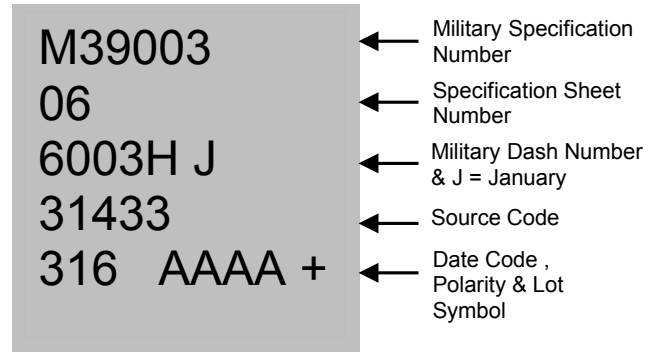 M39003
06
6003H J
31433
316 AAAA +
Military Specification
Number
Specification Sheet
Number
Military Dash Number
& J = January
Source Code
Date Code ,
Polarity & Lot
Symbol